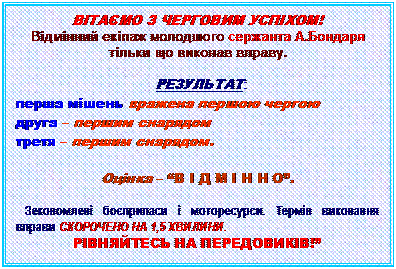 ВІТАЄМО З ЧЕРГОВИМ УСПІХОМ!
Відмінний екіпаж молодшого сержанта А.Бондаря
тільки що виконав вправу.
РЕЗУЛЬТАТ:
перша мішень вражена першою чергою
друга – першим снарядом
третя – першим снарядом.
Оцінка – “В І Д М І Н Н О”.
Зекономлені боєприпаси і моторесурси. Термін виконання
вправи СКОРОЧЕНО НА 1,5 ХВИЛИНИ.
РІВНЯЙТЕСЬ НА ПЕРЕДОВИКІВ!”